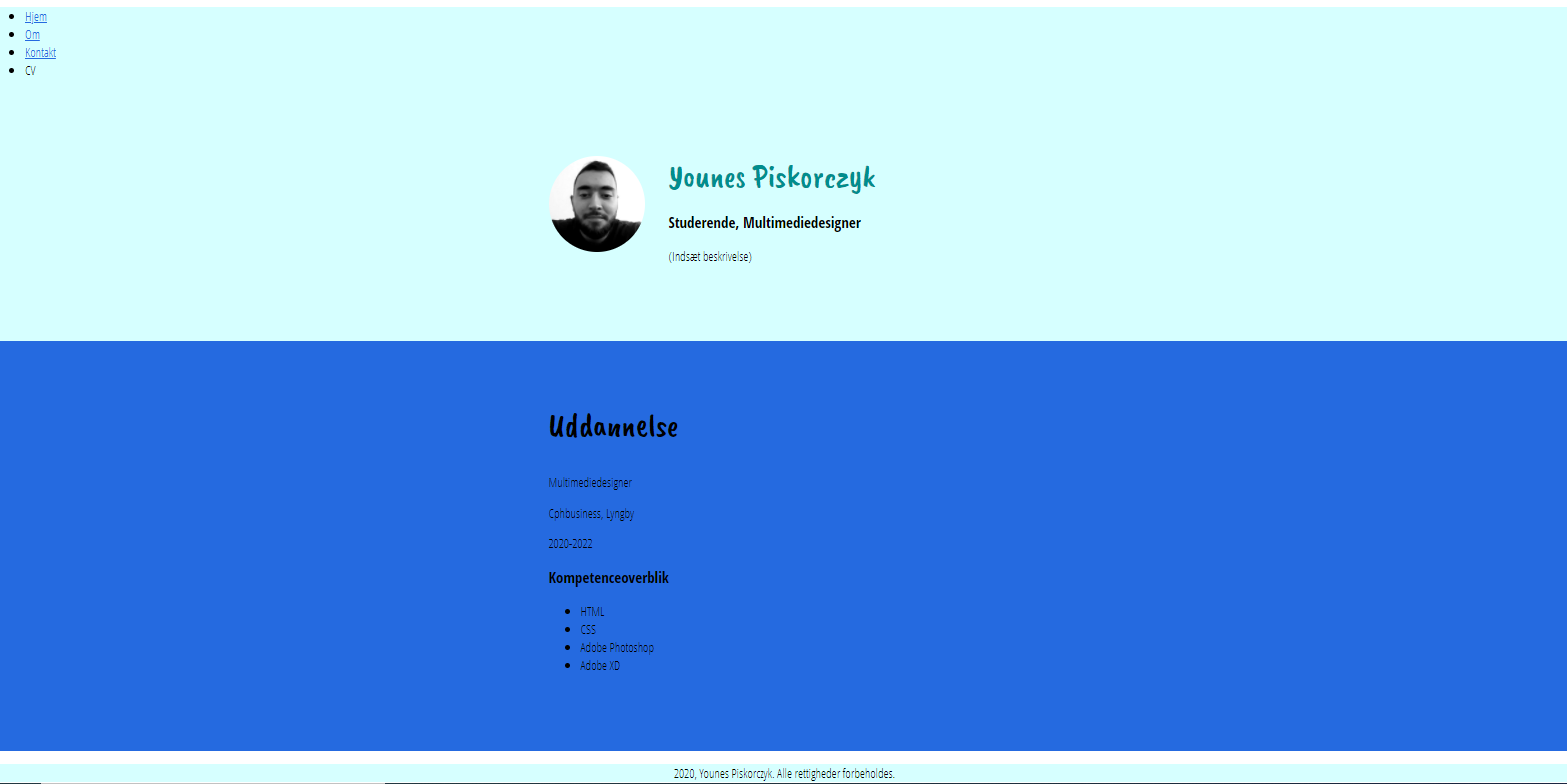 Hjem
Om
Kontakt
CV
Younes Piskorczyk
Studerende, Multimediedesigner
(Indsæt beskrivelse)
Uddannelse
Multimediedesigner
Cphbusiness, Lyngby
2020-2022
Kompetenceoverblik
HTML
CSS
Adobe Photoshop
Adobe XD
2020, Younes Piskorczyk. Alle rettigheder forbeholdes.